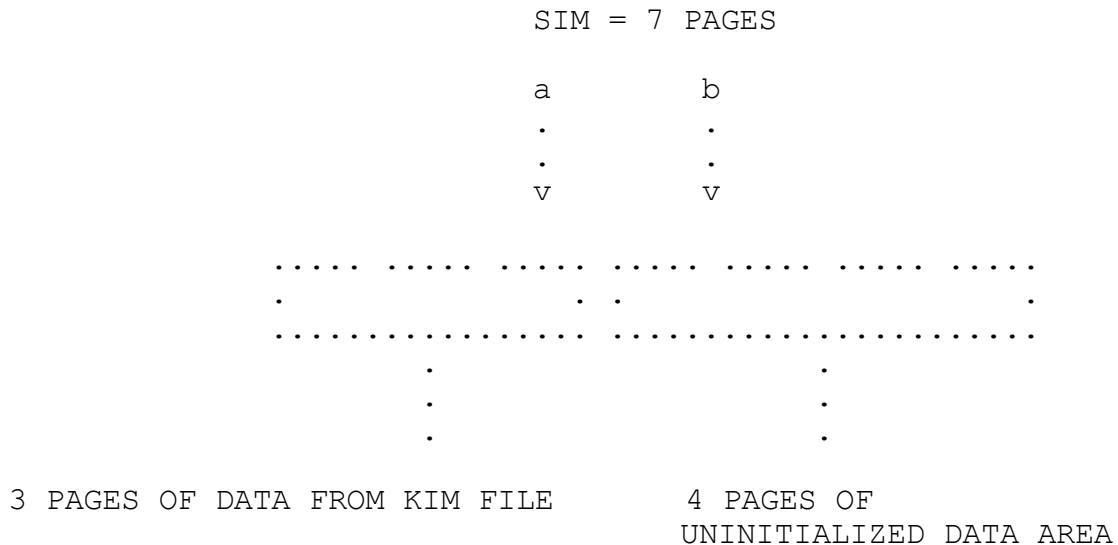 SIM = 7 PAGES
a b
. .
. .
v v
..... ..... ..... ..... ..... ..... .....
. . . .
................. .......................
. .
. .
. .
3 PAGES OF DATA FROM KIM FILE 4 PAGES OF
UNINITIALIZED DATA AREA